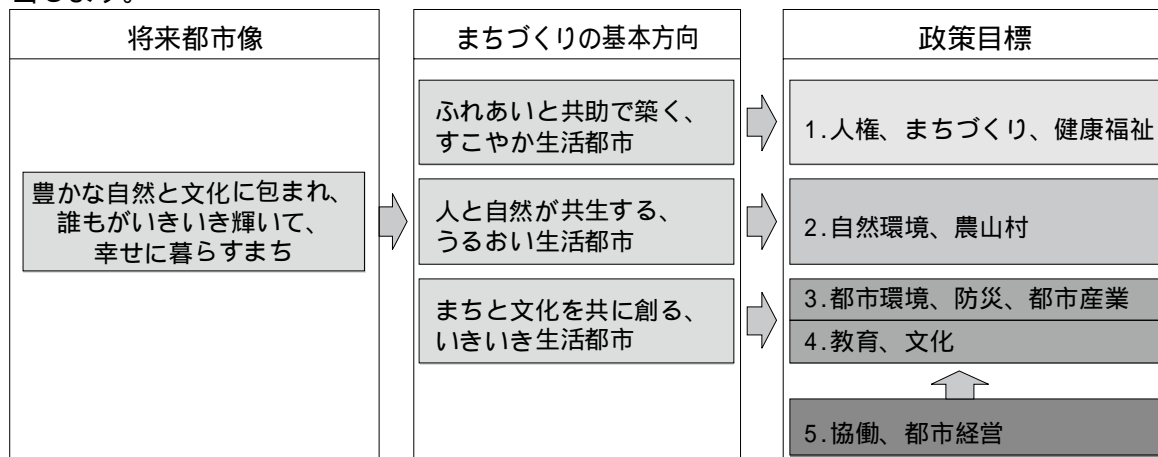 将来都市像
豊かな自然と文化に包まれ、
誰もがいきいき輝いて、
幸せに暮らすまち
まちづくりの基本方向
ふれあいと共助で築く、
すこやか生活都市
人と自然が共生する、
うるおい生活都市
まちと文化を共に創る、
いきいき生活都市
政策目標
1.人権、まちづくり、健康福祉
2.自然環境、農山村
3.都市環境、防災、都市産業
4.教育、文化
5.協働、都市経営